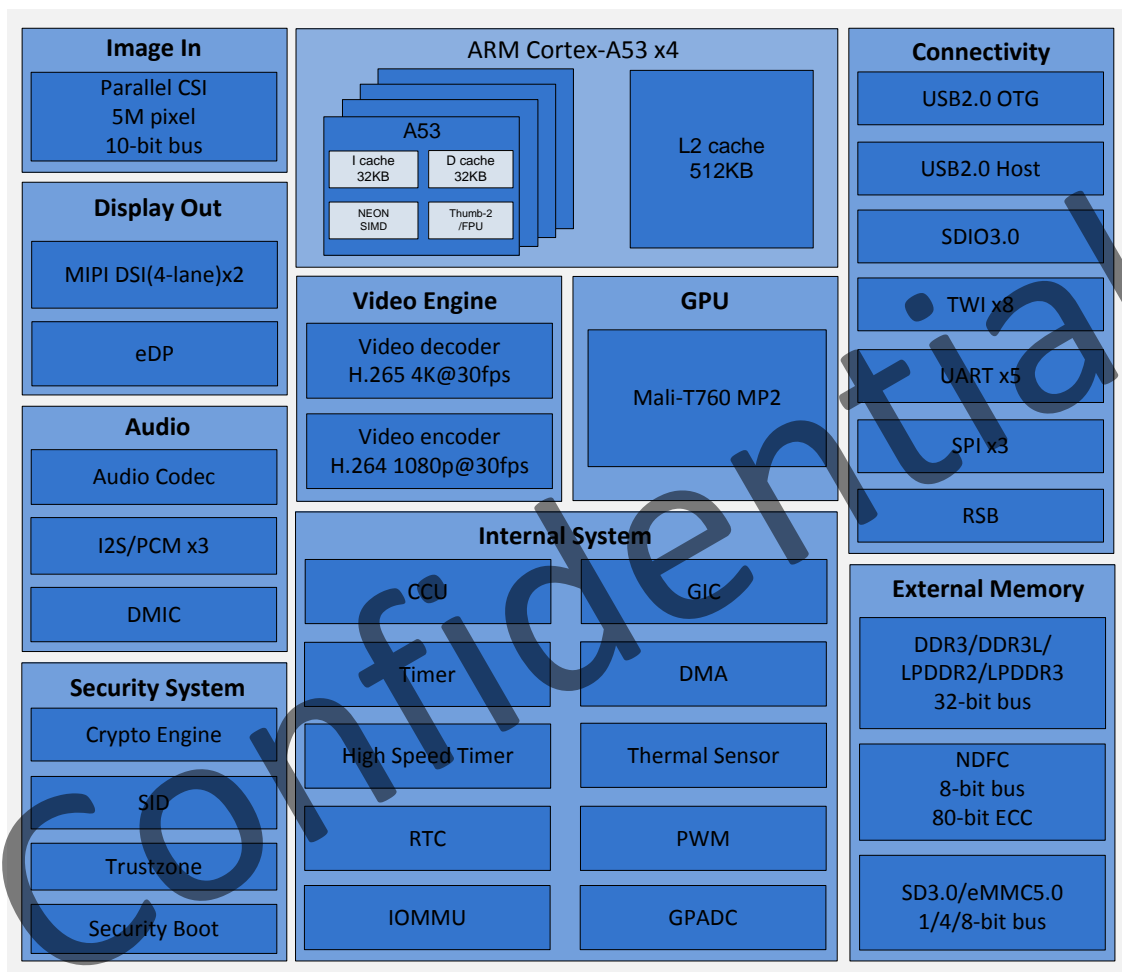 Image In
Parallel CSI
5M pixel
10-bit bus
Display Out
MIPI DSI(4-lane)x2
eDP
Audio
Audio Codec
I2S/PCM x3
DMIC
Security System
Crypto Engine
SID
Trustzone
Security Boot
ARM Cortex-A53 x4
A53
I cache
32KB
D cache
32KB
NEON
SIMD
Thumb-2
/FPU
L2 cache
512KB
Video Engine
Video decoder
H.265 4K@30fps
Video encoder
H.264 1080p@30fps
GPU
Mali-T760 MP2
Internal System
CCU
GIC
Timer
DMA
High Speed Timer
Thermal Sensor
RTC
PWM
IOMMU
GPADC
Connectivity
USB2.0 OTG
USB2.0 Host
SDIO3.0
TWI x8
UART x5
SPI x3
RSB
External Memory
DDR3/DDR3L/
LPDDR2/LPDDR3
32-bit bus
NDFC
8-bit bus
80-bit ECC
SD3.0/eMMC5.0
1/4/8-bit bus
Confidential